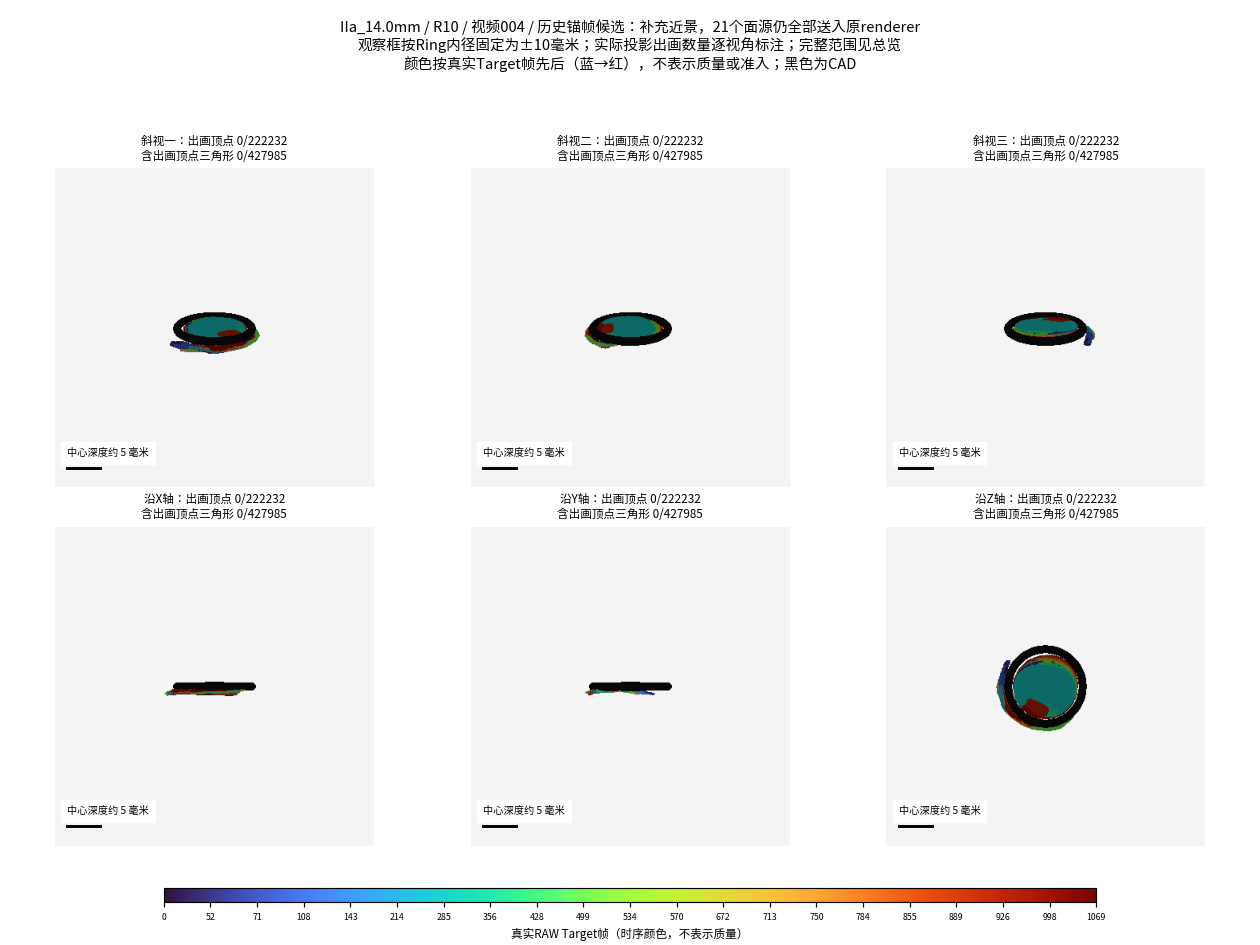 IIa_14.0mm / R10 / 视频004 / 历史锚帧候选：补充近景，21个面源仍全部送入原renderer
观察框按Ring内径固定为±10毫米；实际投影出画数量逐视角标注；完整范围见总览
颜色按真实Target帧先后（蓝→红），不表示质量或准入；黑色为CAD
斜视一：出画顶点 0/222232
含出画顶点三角形 0/427985
斜视二：出画顶点 0/222232
含出画顶点三角形 0/427985
斜视三：出画顶点 0/222232
含出画顶点三角形 0/427985
中心深度约 5 毫米
中心深度约 5 毫米
中心深度约 5 毫米
沿X轴：出画顶点 0/222232
含出画顶点三角形 0/427985
沿Y轴：出画顶点 0/222232
含出画顶点三角形 0/427985
沿Z轴：出画顶点 0/222232
含出画顶点三角形 0/427985
中心深度约 5 毫米
中心深度约 5 毫米
中心深度约 5 毫米
0 52 71 108 143 214 285 356 428 499 534 570 672 713 750 784 855 889 926 998 1069
真实RAW Target帧（时序颜色，不表示质量）